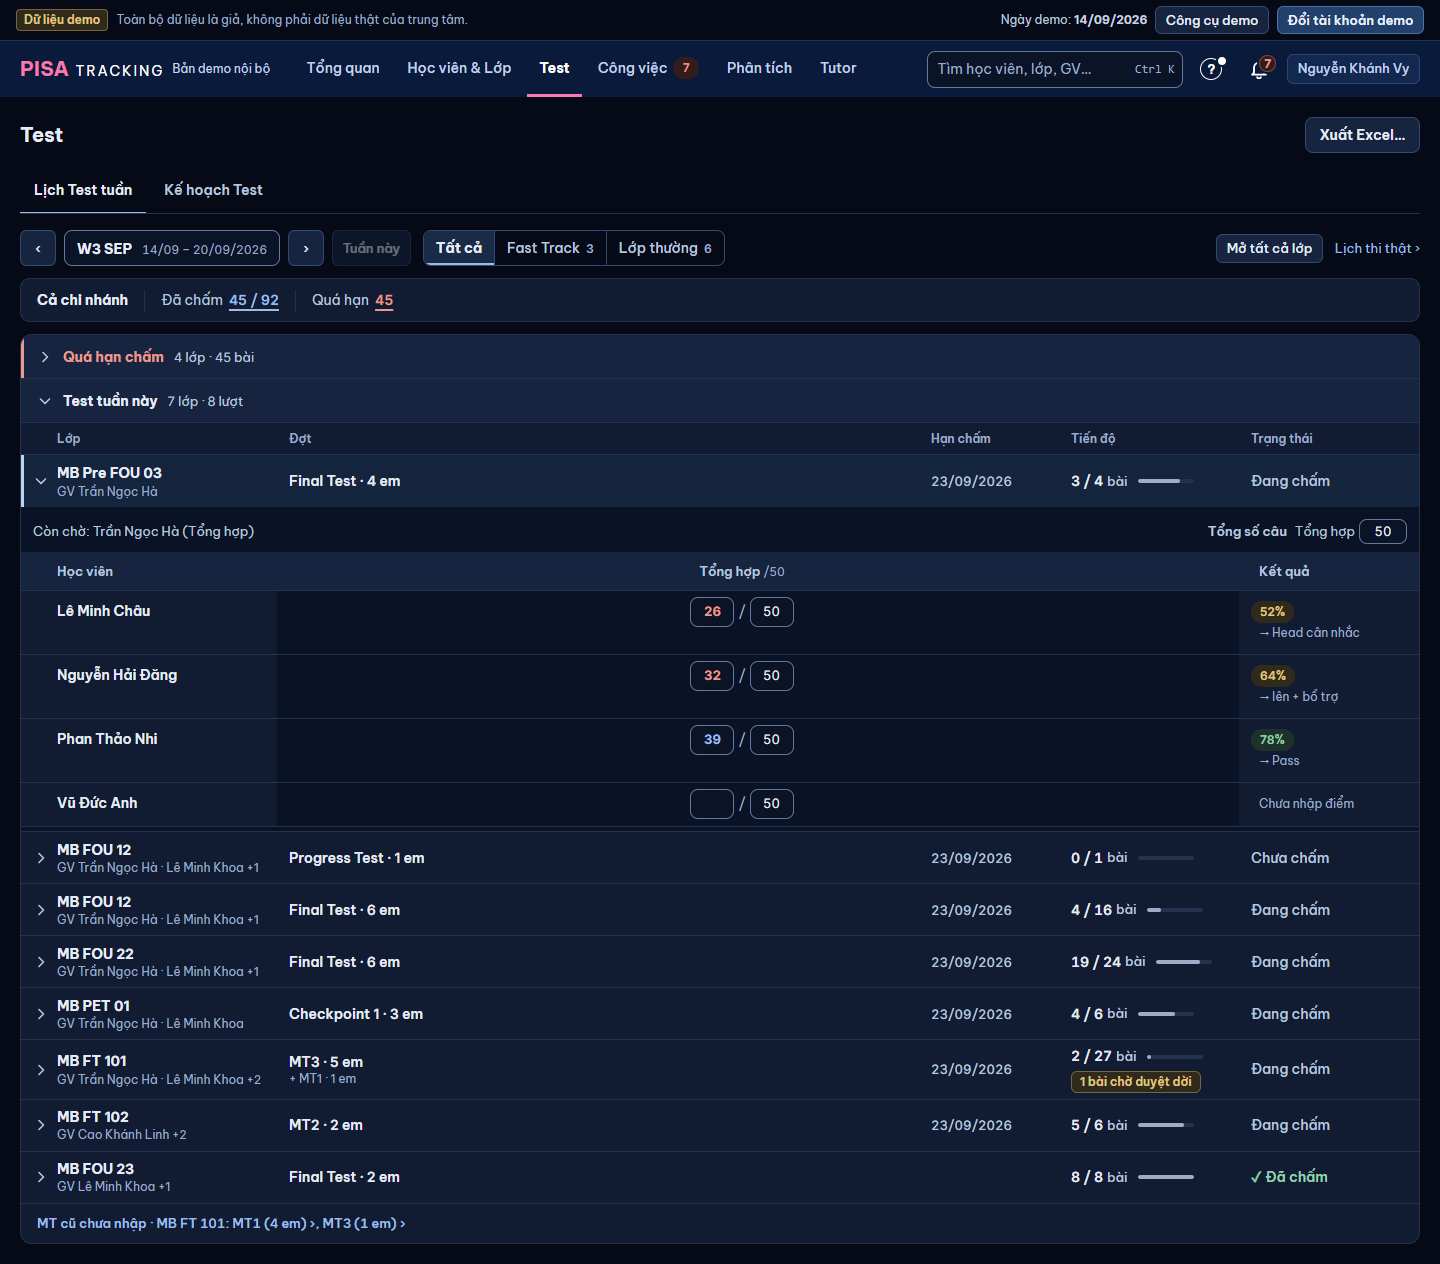 Dữ liệu demo Toàn bộ dữ liệu là giả, không phải dữ liệu thật của trung tâm. Ngày demo: 14/09/2026 Công cụ demo Đổi tài khoản demo
PISA TRACKING Bản demo nội bộ Tổng quan Học viên & Lớp Test Công việc 7 Phân tích Tutor Tìm học viên, lớp, GV... Ctrl K ? 7 Nguyễn Khánh Vy
Test Xuất Excel...
Lịch Test tuần Kế hoạch Test
‹ W3 SEP 14/09 – 20/09/2026 › Tuần này Tất cả Fast Track 3 Lớp thường 6 Mở tất cả lớp Lịch thi thật ›
Cả chi nhánh Đã chấm 45 / 92 Quá hạn 45
Quá hạn chấm 4 lớp · 45 bài
Test tuần này 7 lớp · 8 lượt
Lớp Đợt Hạn chấm Tiến độ Trạng thái
MB Pre FOU 03
GV Trần Ngọc Hà
Final Test · 4 em 23/09/2026 3 / 4 bài Đang chấm
Còn chờ: Trần Ngọc Hà (Tổng hợp) Tổng số câu Tổng hợp 50
Học viên Tổng hợp /50 Kết quả
Lê Minh Châu 26 / 50 52%
→ Head cân nhắc
Nguyễn Hải Đăng 32 / 50 64%
→ lên + bổ trợ
Phan Thảo Nhi 39 / 50 78%
→ Pass
Vũ Đức Anh / 50 Chưa nhập điểm
MB FOU 12
GV Trần Ngọc Hà · Lê Minh Khoa +1
Progress Test · 1 em 23/09/2026 0 / 1 bài Chưa chấm
MB FOU 12
GV Trần Ngọc Hà · Lê Minh Khoa +1
Final Test · 6 em 23/09/2026 4 / 16 bài Đang chấm
MB FOU 22
GV Trần Ngọc Hà · Lê Minh Khoa +1
Final Test · 6 em 23/09/2026 19 / 24 bài Đang chấm
MB PET 01
GV Trần Ngọc Hà · Lê Minh Khoa
Checkpoint 1 · 3 em 23/09/2026 4 / 6 bài Đang chấm
MB FT 101
GV Trần Ngọc Hà · Lê Minh Khoa +2
MT3 · 5 em
+ MT1 · 1 em
23/09/2026 2 / 27 bài
1 bài chờ duyệt dời
Đang chấm
MB FT 102
GV Cao Khánh Linh +2
MT2 · 2 em 23/09/2026 5 / 6 bài Đang chấm
MB FOU 23
GV Lê Minh Khoa +1
Final Test · 2 em 8 / 8 bài ✓ Đã chấm
MT cũ chưa nhập · MB FT 101: MT1 (4 em) ›, MT3 (1 em) ›